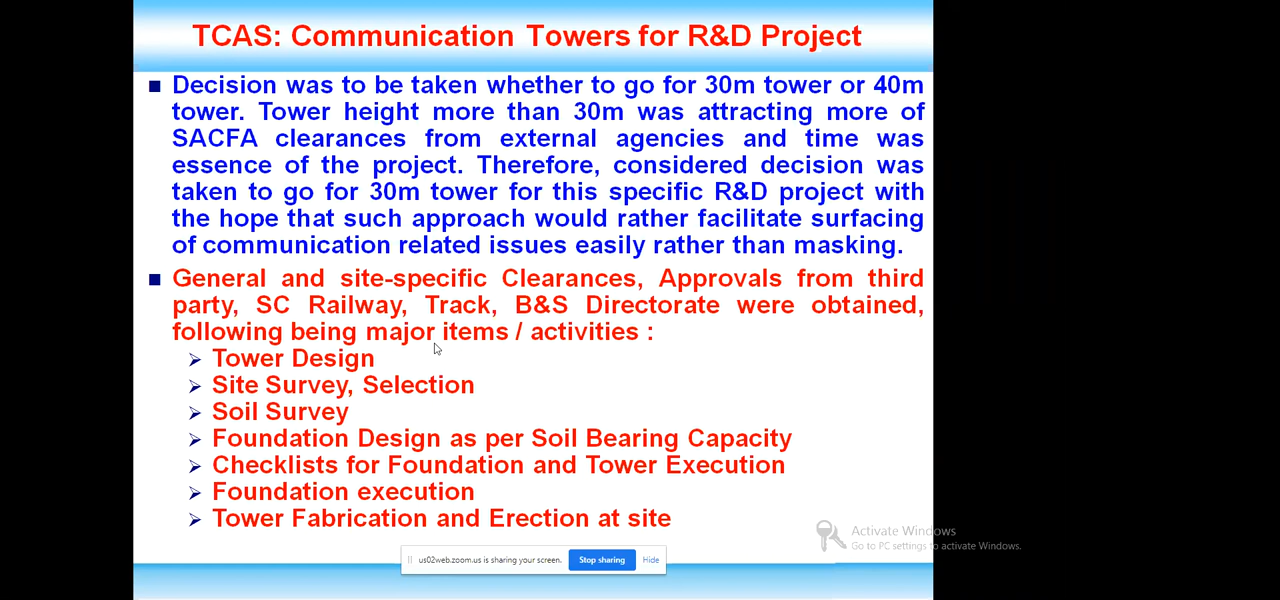 TCAS: Communication Towers for R&D Project
Decision was to be taken whether to go for 30m tower or 40m
tower. Tower height more than 30m was attracting more of
SACFA clearances from external agencies and time was
essence of the project. Therefore, considered decision was
taken to go for 30m tower for this specific R&D project with
the hope that such approach would rather facilitate surfacing
of communication related issues easily rather than masking.
General and site-specific Clearances, Approvals from third
party, SC Railway, Track, B&S Directorate were obtained,
following being major items / activities :
Tower Design
Site Survey, Selection
Soil Survey
Foundation Design as per Soil Bearing Capacity
Checklists for Foundation and Tower Execution
Foundation execution
Tower Fabrication and Erection at site
Activate Windows
Go to PC settings to activate Windows.
us02web.zoom.us is sharing your screen. Stop sharing Hide